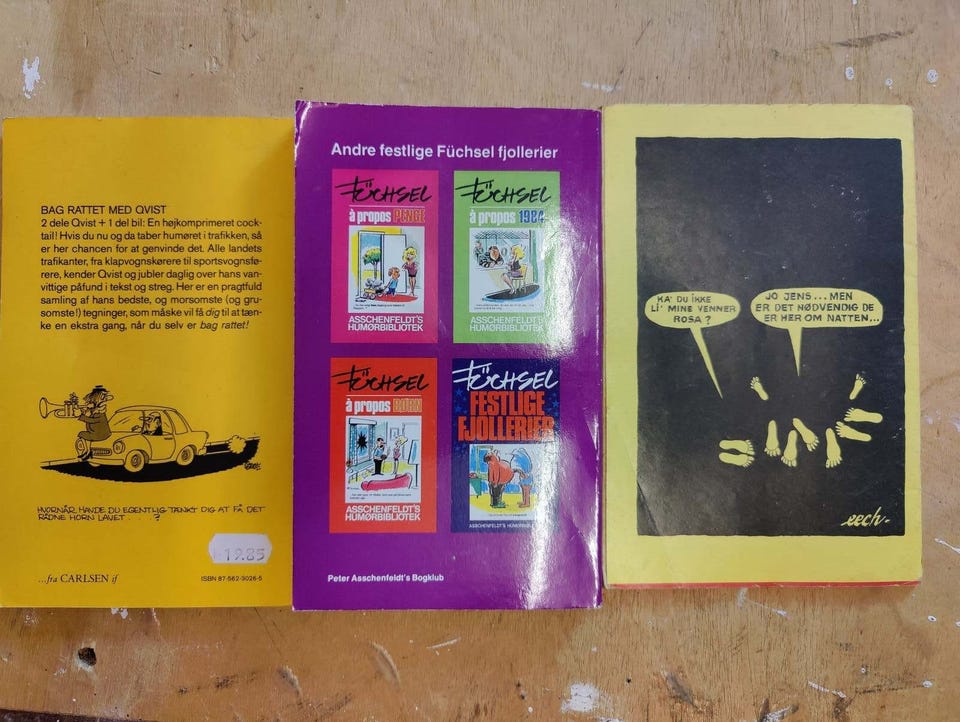 BAG RATTET MED QVIST
2 dele Qvist + 1 del bil: En højkomprimeret cock-
tail! Hvis du nu og da taber humøret i trafikken, så
er her chancen for at genvinde det. Alle landets
trafikanter, fra klapvognskørere til sportsvognsfø-
rere, kender Qvist og jubler daglig over hans van-
vittige påfund i tekst og streg. Her er en pragtfuld
samling af hans bedste, og morsomste (og gru-
somste!) tegninger, som måske vil få dig til at tæn-
ke en ekstra gang, når du selv er bag rattet!
HVORNÅR HAVDE DU EGENTLIG TÆNKT DIG AT FÅ DET
RÅDNE HORN LAVET . . . ?
19.85
...fra CARLSEN if
ISBN 87-562-3026-5
Andre festlige Füchsel fjollerier
FÜCHSEL
à propos PENGE
ASSCHENFELDT'S
HUMØRBIBLIOTEK
FÜCHSEL
à propos 1984
ASSCHENFELDT'S
HUMØRBIBLIOTEK
FÜCHSEL
à propos BØRN
ASSCHENFELDT'S
HUMØRBIBLIOTEK
FÜCHSEL
FESTLIGE
FJOLLERIER
ASSCHENFELDT'S HUMØRBIBLIOTEK
Peter Asschenfeldt's Bogklub
KA' DU IKKE
LI' MINE VENNER
ROSA ?
JO JENS... MEN
ER DET NØDVENDIG DE
ER HER OM NATTEN...